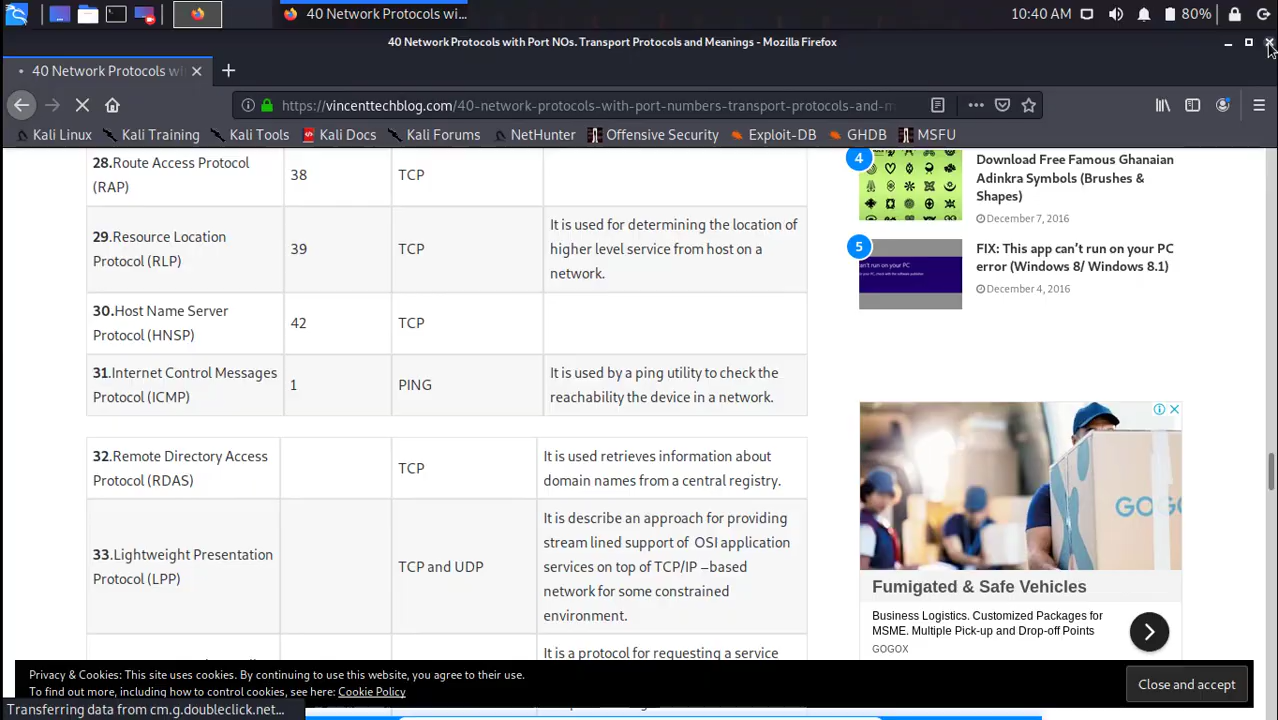 40 Network Protocols wi...
10:40 AM
80%
40 Network Protocols with Port NOs. Transport Protocols and Meanings - Mozilla Firefox
40 Network Protocols wi
https://vincenttechblog.com/40-network-protocols-with-port-numbers-transport-protocols-and-m
Kali Linux
Kali Training
Kali Tools
Kali Docs
Kali Forums
NetHunter
Offensive Security
Exploit-DB
GHDB
MSFU
28.Route Access Protocol
(RAP)
38
TCP
29.Resource Location
Protocol (RLP)
39
TCP
It is used for determining the location of
higher level service from host on a
network.
30.Host Name Server
Protocol (HNSP)
42
TCP
31.Internet Control Messages
Protocol (ICMP)
1
PING
It is used by a ping utility to check the
reachability the device in a network.
32.Remote Directory Access
Protocol (RDAS)
TCP
It is used retrieves information about
domain names from a central registry.
33.Lightweight Presentation
Protocol (LPP)
TCP and UDP
It is describe an approach for providing
stream lined support of OSI application
services on top of TCP/IP –based
network for some constrained
environment.
It is a protocol for requesting a service
4
Download Free Famous Ghanaian
Adinkra Symbols (Brushes &
Shapes)
December 7, 2016
5
FIX: This app can't run on your PC
error (Windows 8/ Windows 8.1)
December 4, 2016
can't run on your PC
GOGO
Fumigated & Safe Vehicles
Business Logistics. Customized Packages for
MSME. Multiple Pick-up and Drop-off Points
GOGOX
Privacy & Cookies: This site uses cookies. By continuing to use this website, you agree to their use.
To find out more, including how to control cookies, see here: Cookie Policy
Close and accept
Transferring data from cm.g.doubleclick.net...